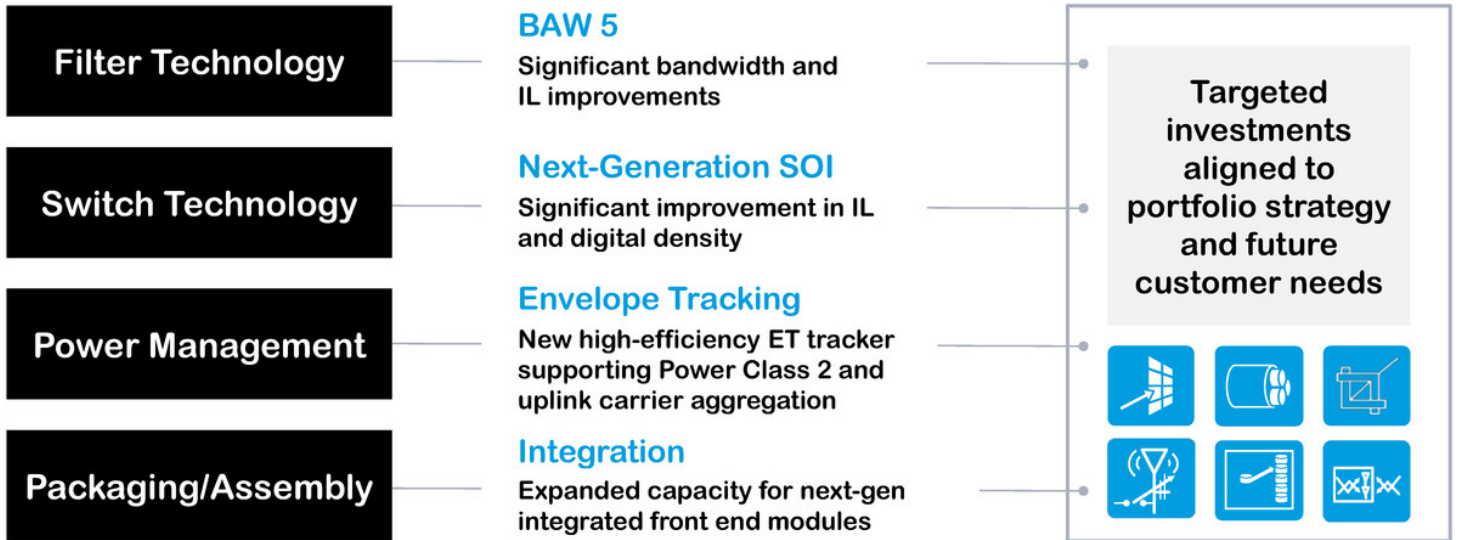 Filter Technology
BAW 5
Significant bandwidth and
IL improvements
Switch Technology
Next-Generation SOI
Significant improvement in IL
and digital density
Power Management
Envelope Tracking
New high-efficiency ET tracker
supporting Power Class 2 and
uplink carrier aggregation
Packaging/Assembly
Integration
Expanded capacity for next-gen
integrated front end modules
Targeted
investments
aligned to
portfolio strategy
and future
customer needs